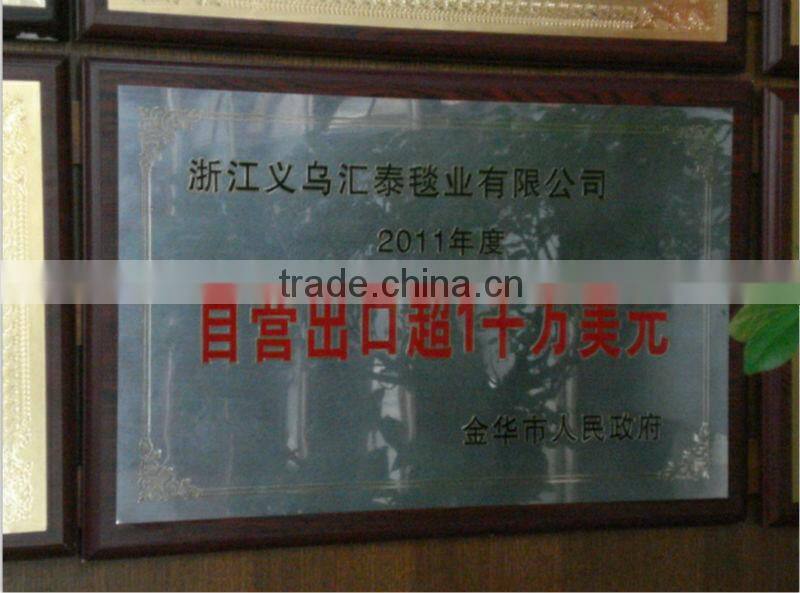 浙江义乌汇泰毯业有限公司
2011年度
trade.china.cn
自营出口超1千万美元
金华市人民政府